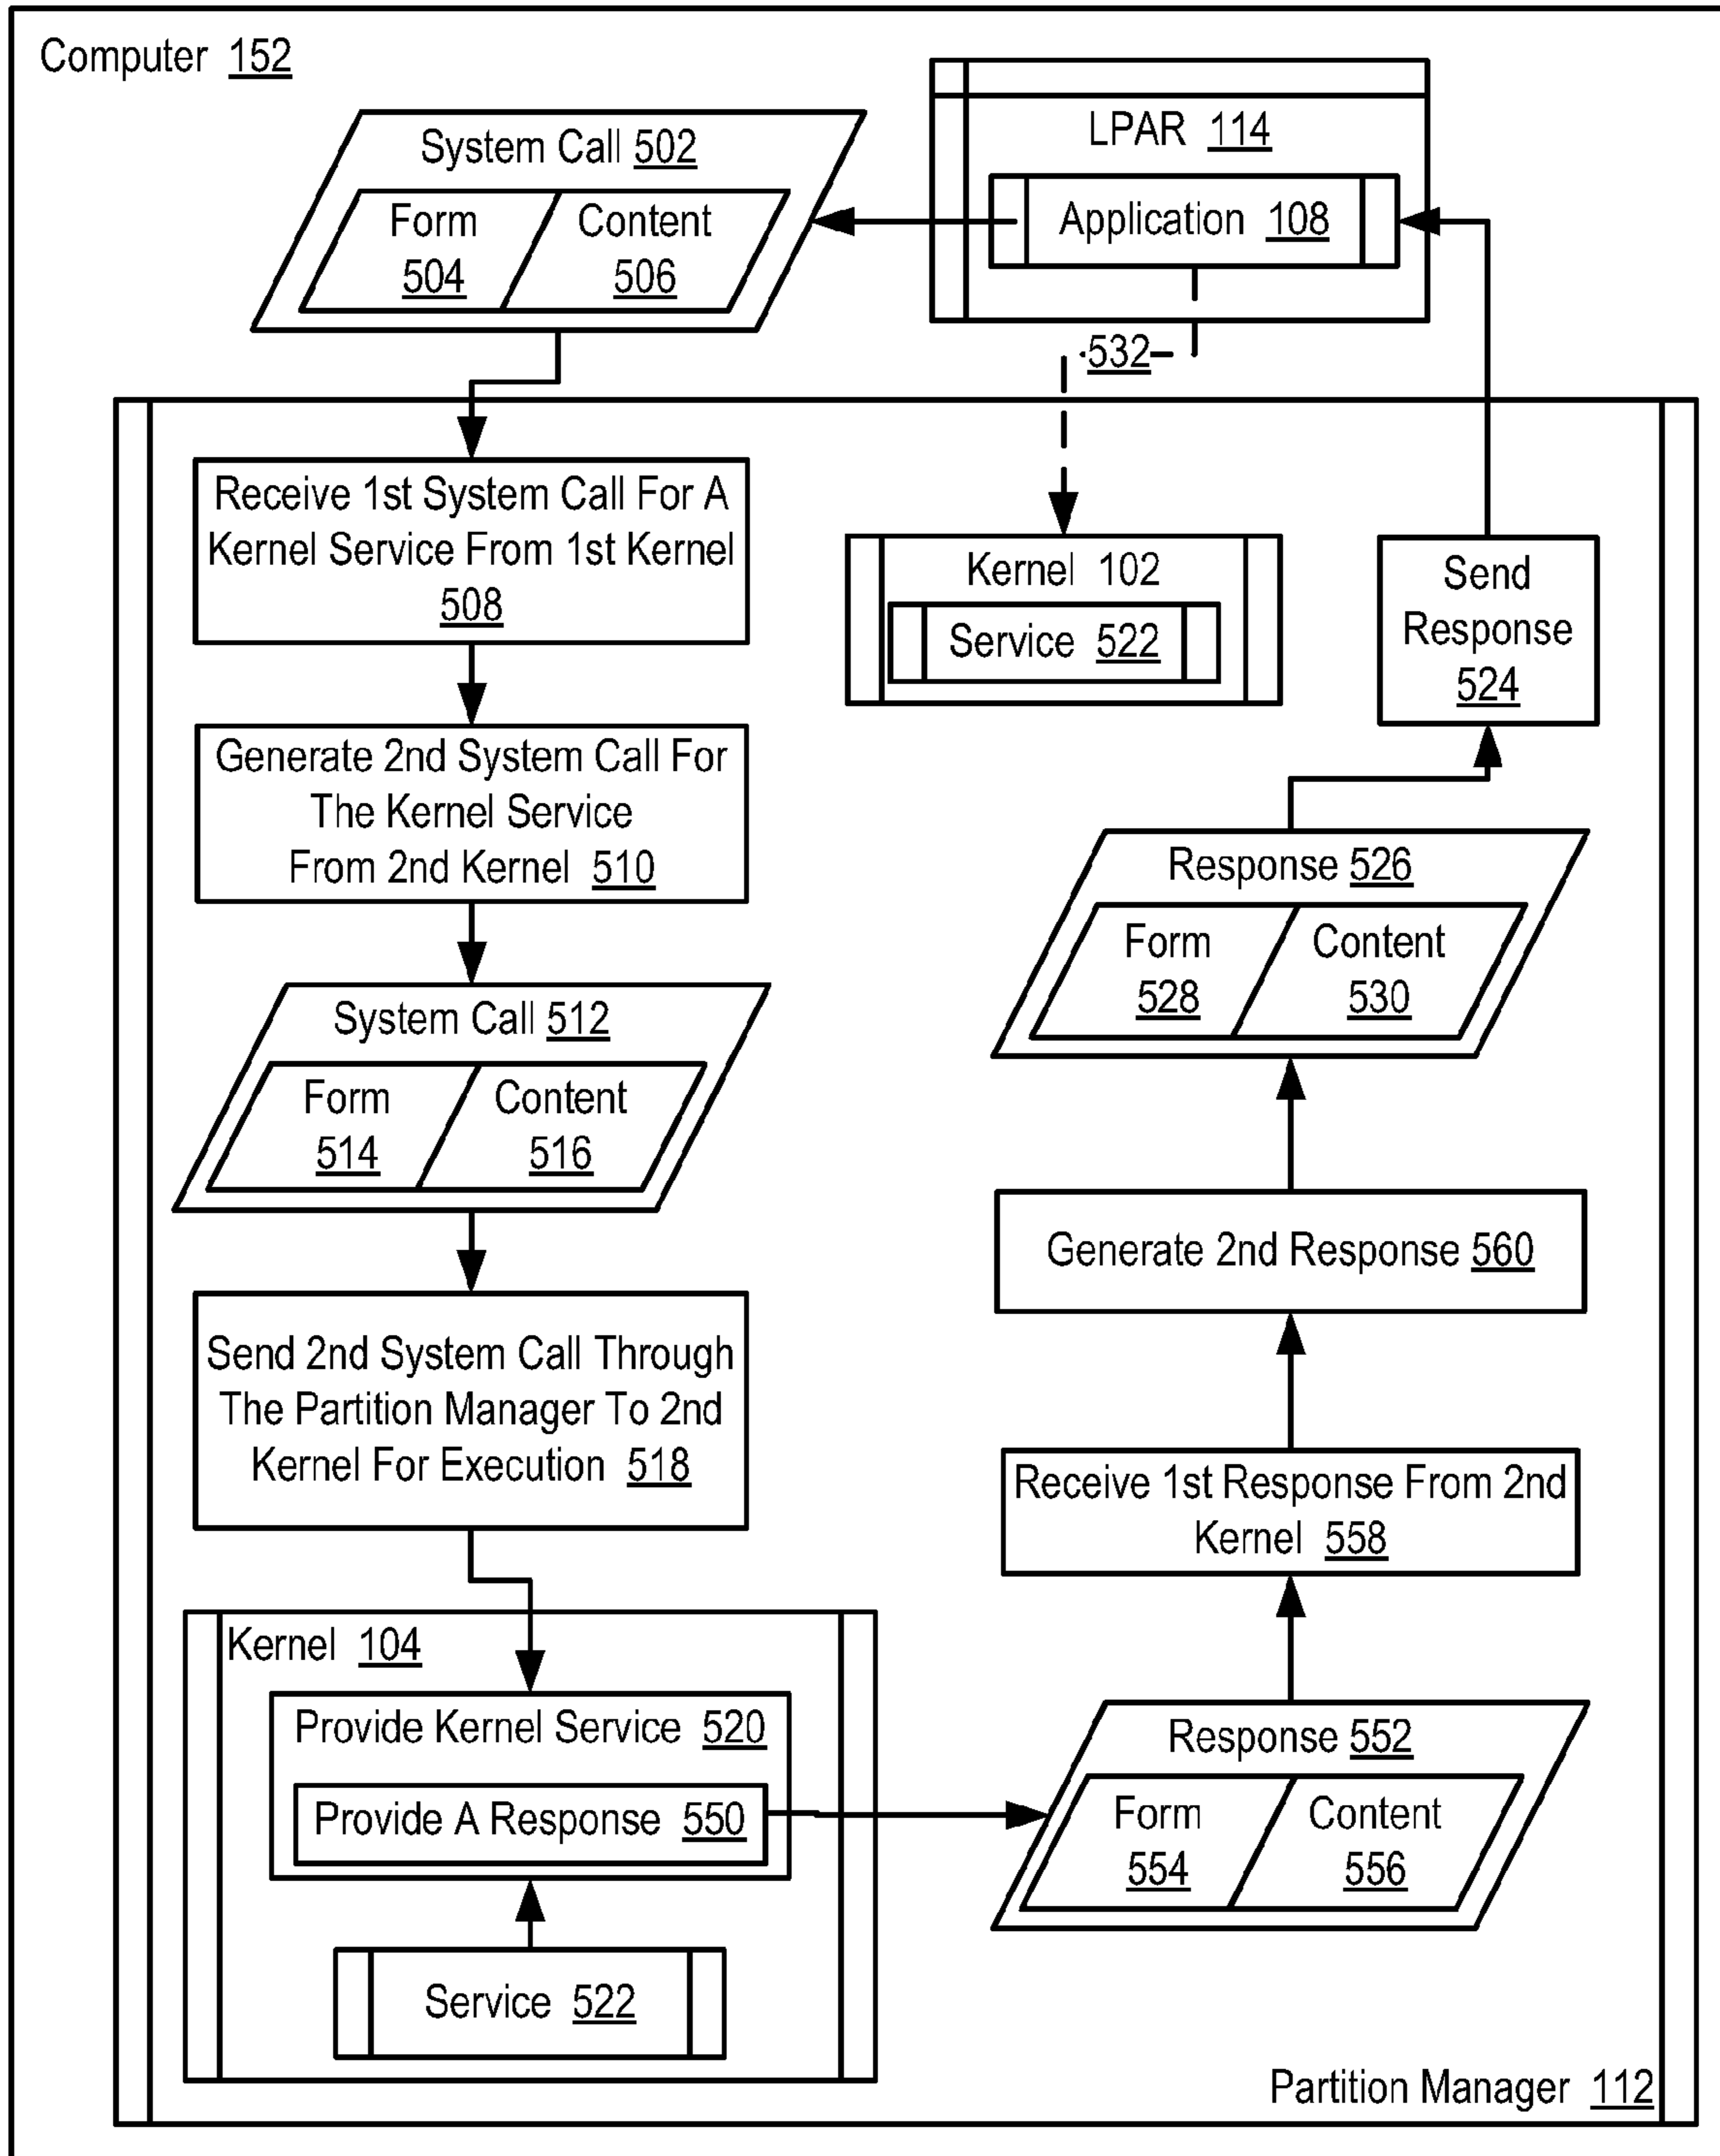 Computer 152
System Call 502
Form
504
Content
506
LPAR 114
Application 108
532
Receive 1st System Call For A
Kernel Service From 1st Kernel
508
Kernel 102
Service 522
Send
Response
524
Generate 2nd System Call For
The Kernel Service
From 2nd Kernel 510
Response 526
Form
528
Content
530
System Call 512
Form
514
Content
516
Generate 2nd Response 560
Send 2nd System Call Through
The Partition Manager To 2nd
Kernel For Execution 518
Receive 1st Response From 2nd
Kernel 558
Kernel 104
Provide Kernel Service 520
Provide A Response 550
Response 552
Form
554
Content
556
Service 522
Partition Manager 112